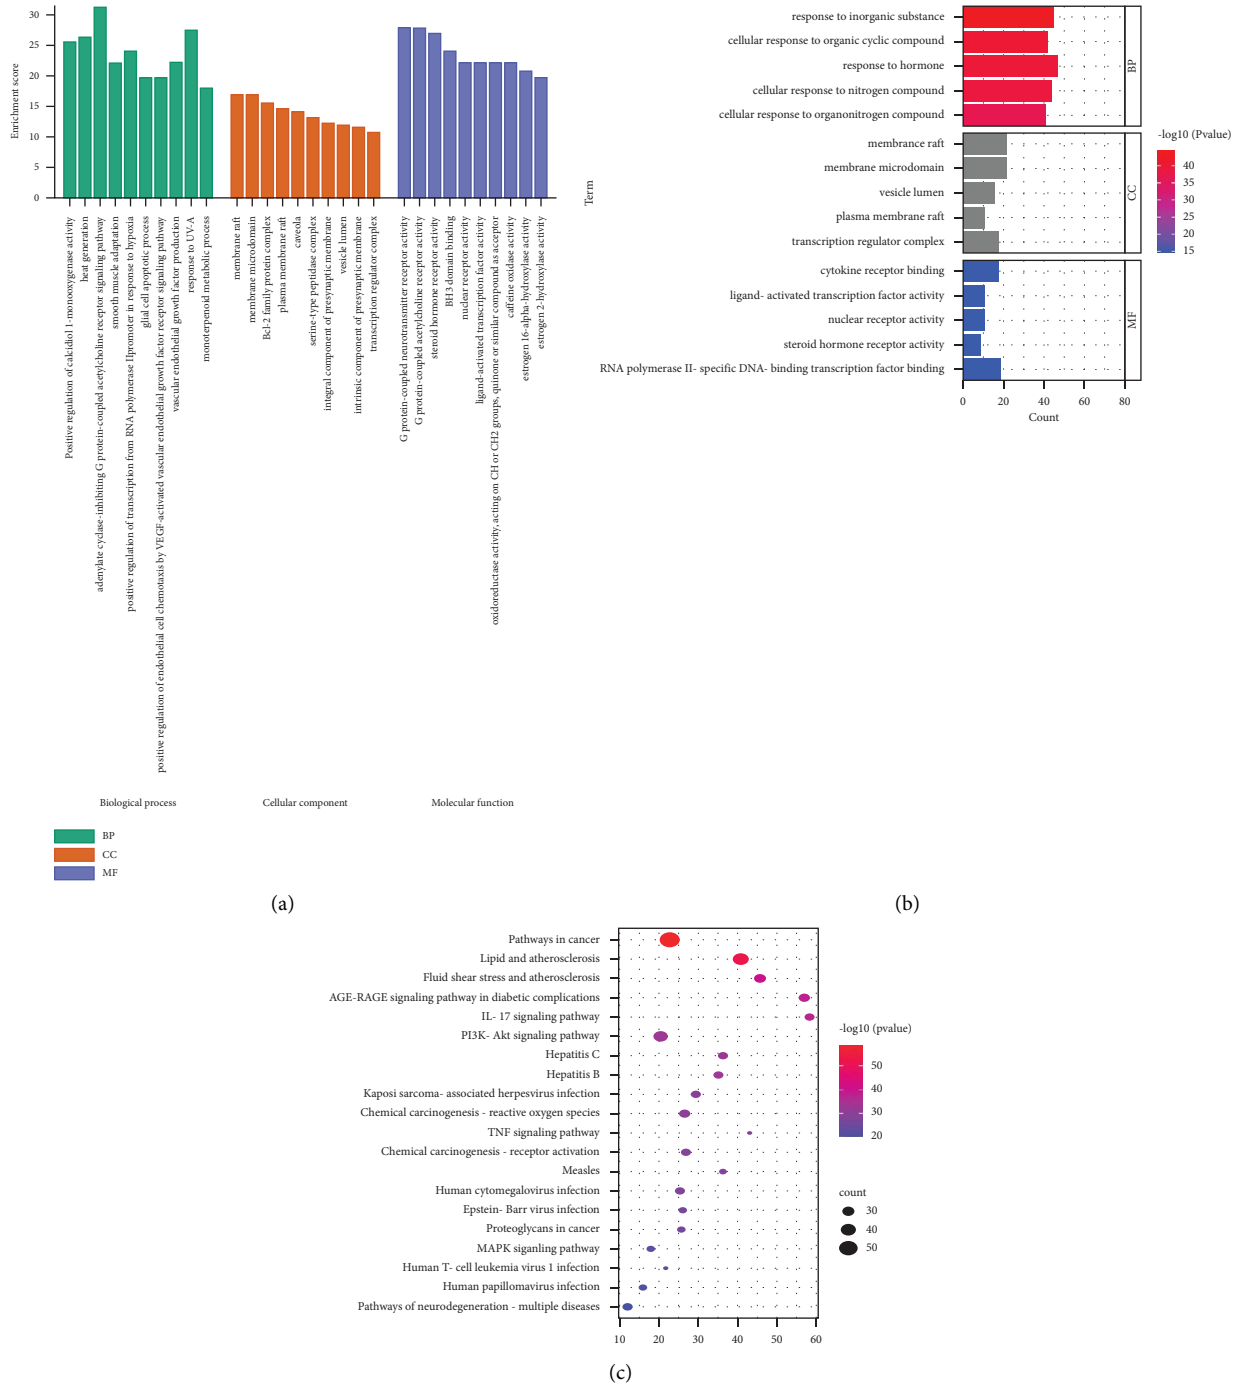 30
25
20
15
10
5
0
Enrichment score
Positive regulation of calcidiol 1-monooxygenase activity
heat generation
adenylate cyclase-inhibiting G protein-coupled acetylcholine receptor signaling pathway
smooth muscle adaptation
positive regulation of transcription from RNA polymerase IIpromoter in response to hypoxia
glial cell apoptotic process
positive regulation of endothelial cell chemotaxis by VEGF-activated vascular endothelial growth factor receptor signaling pathway
vascular endothelial growth factor production
response to UV-A
monoterpenoid metabolic process
membrane raft
membrane microdomain
Bcl-2 family protein complex
plasma membrane raft
caveola
serine-type peptidase complex
integral component of presynaptic membrane
vesicle lumen
intrinsic component of presynaptic membrane
transcription regulator complex
G protein-coupled neurotransmitter receptor activity
G protein-coupled acetylcholine receptor activity
steroid hormone receptor activity
BH3 domain binding
nuclear receptor activity
ligand-activated transcription factor activity
oxidoreductase activity, acting on CH or CH2 groups, quinone or similar compound as acceptor
caffeine oxidase activity
estrogen 16-alpha-hydroxylase activity
estrogen 2-hydroxylase activity
Biological process
Cellular component
Molecular function
BP
CC
MF
(a)
Term
response to inorganic substance
cellular response to organic cyclic compound
response to hormone
cellular response to nitrogen compound
cellular response to organonitrogen compound
membrance raft
membrane microdomain
vesicle lumen
plasma membrane raft
transcription regulator complex
cytokine receptor binding
ligand- activated transcription factor activity
nuclear receptor activity
steroid hormone receptor activity
RNA polymerase II- specific DNA- binding transcription factor binding
BP
CC
MF
0 20 40 60 80
Count
-log10 (Pvalue)
40
35
30
25
20
15
(b)
Pathways in cancer
Lipid and atherosclerosis
Fluid shear stress and atherosclerosis
AGE-RAGE signaling pathway in diabetic complications
IL- 17 signaling pathway
PI3K- Akt signaling pathway
Hepatitis C
Hepatitis B
Kaposi sarcoma- associated herpesvirus infection
Chemical carcinogenesis - reactive oxygen species
TNF signaling pathway
Chemical carcinogenesis - receptor activation
Measles
Human cytomegalovirus infection
Epstein- Barr virus infection
Proteoglycans in cancer
MAPK siganling pathway
Human T- cell leukemia virus 1 infection
Human papillomavirus infection
Pathways of neurodegeneration - multiple diseases
10 20 30 40 50 60
-log10 (pvalue)
50
40
30
20
count
30
40
50
(c)